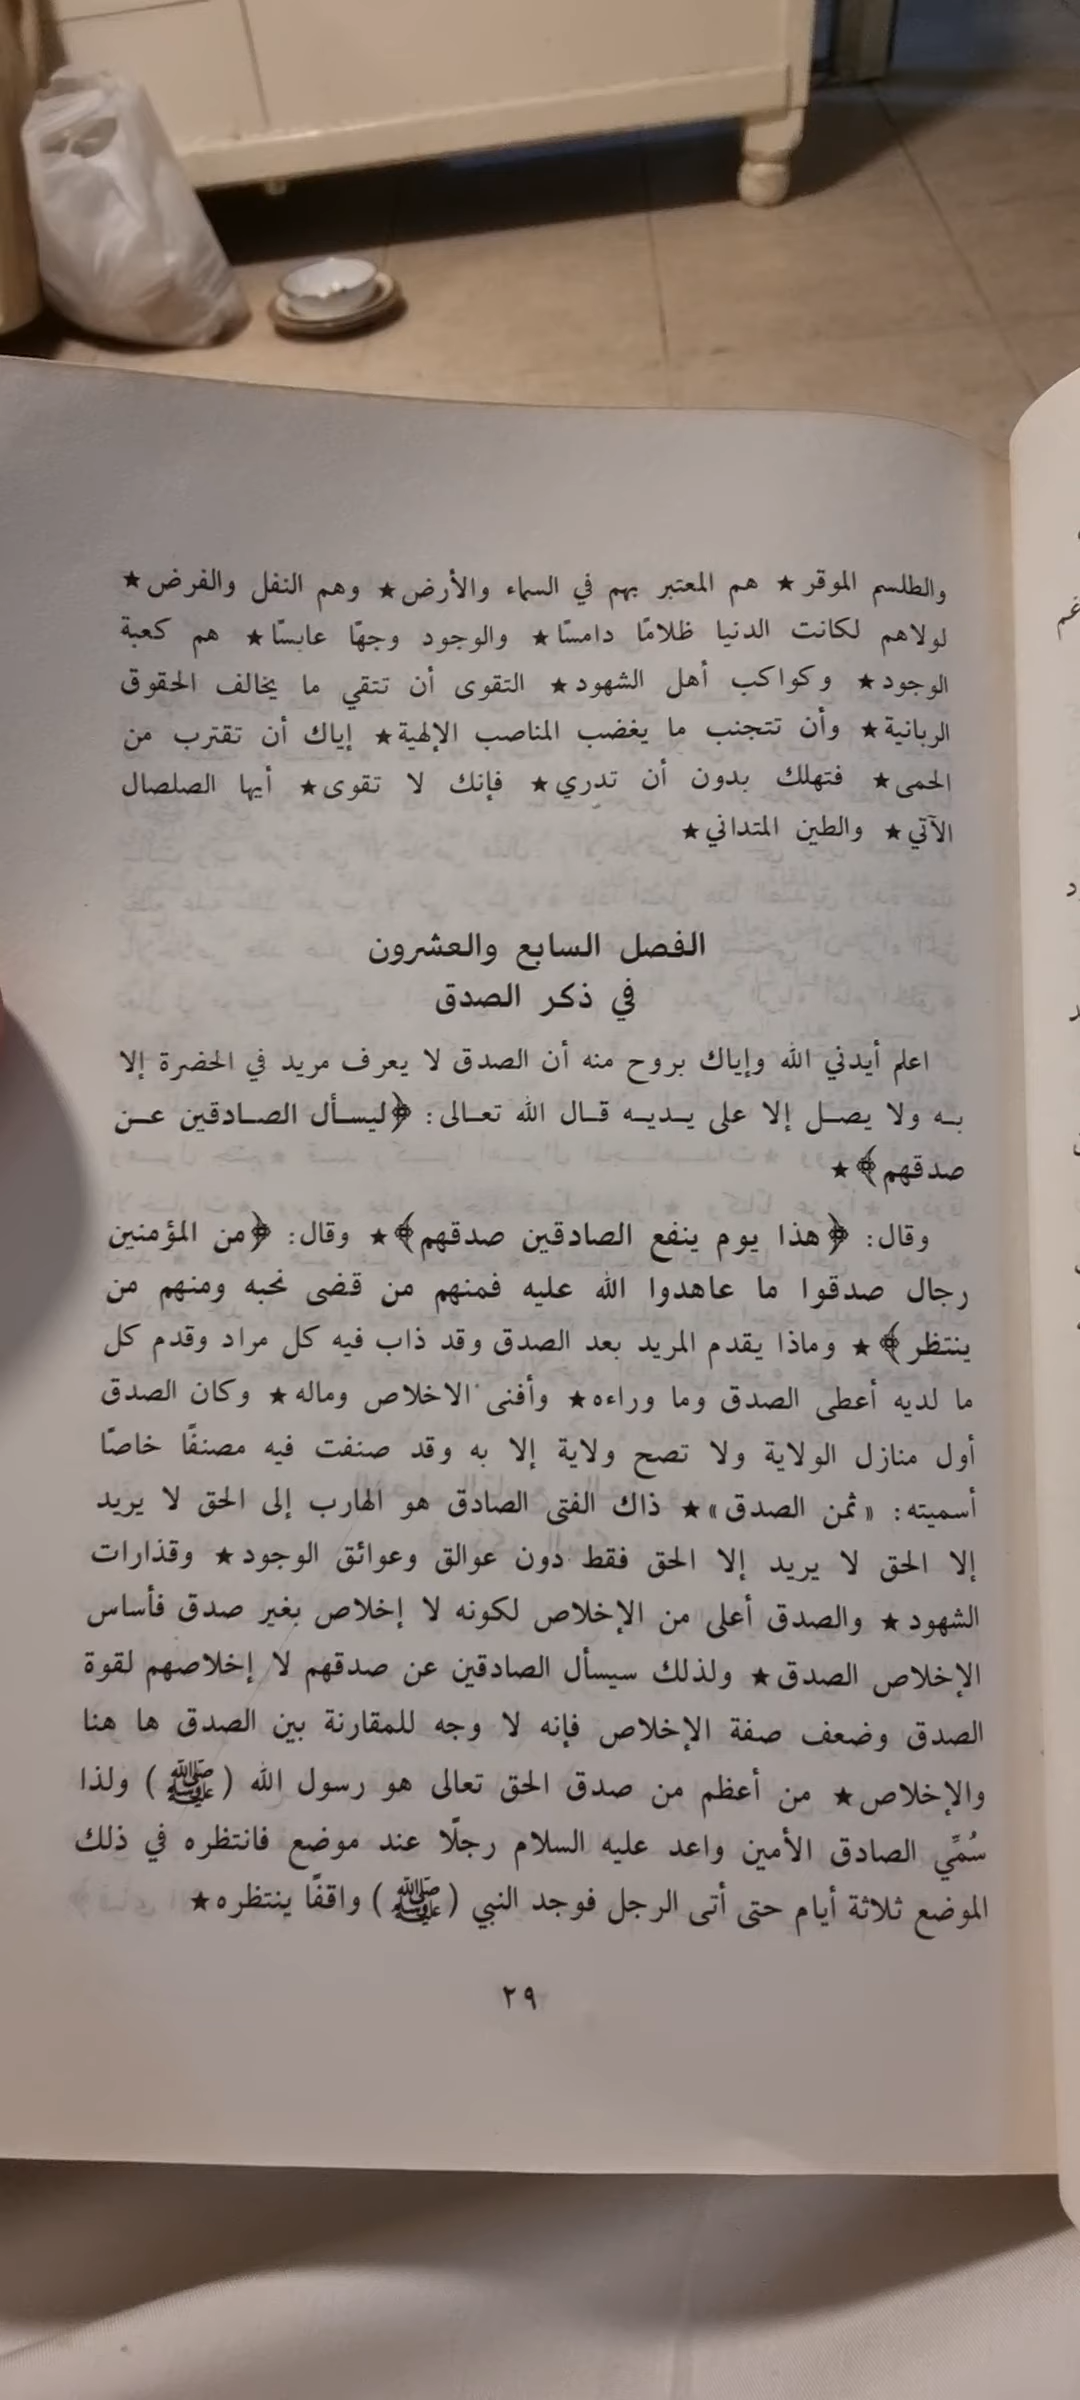 والطلسم الموقر ★ هم المعتبر بهم في السماء والأرض ★ وهم النفل والفرض ★
لولاهم لكانت الدنيا ظلامًا دامسًا ★ والوجود وجهًا عابسًا ★ هم كعبة
الوجود ★ وكواكب أهل الشهود ★ التقوى أن تتقي ما يخالف الحقوق
الربانية ★ وأن تتجنب ما يغضب المناصب الإلهية ★ إياك أن تقترب من
الحمى ★ فتهلك بدون أن تدري ★ فإنك لا تقوى ★ أيها الصلصال
الآتي ★ والطين المتداني ★
الفصل السابع والعشرون
في ذكر الصدق
اعلم أيدني الله وإياك بروح منه أن الصدق لا يعرف مريد في الحضرة إلا
بـه ولا يصـل إلا على يـديـه قـال الله تعـالى: ﴿ليسـأل الصـادقين عـن
صدقهم﴾ ★
وقال: ﴿هذا يوم ينفع الصادقين صدقهم﴾ ★ وقال: ﴿من المؤمنين
رجال صدقوا ما عاهدوا الله عليه فمنهم من قضى نحبه ومنهم من
ينتظر﴾ ★ وماذا يقدم المريد بعد الصدق وقد ذاب فيه كل مراد وقدم كل
ما لديه أعطى الصدق وما وراءه ★ وأفنى الاخلاص وماله ★ وكان الصدق
أول منازل الولاية ولا تصح ولاية إلا به وقد صنفت فيه مصنفًا خاصًا
أسميته: «ثمن الصدق» ★ ذاك الفتى الصادق هو الهارب إلى الحق لا يريد
إلا الحق لا يريد إلا الحق فقط دون عوالق وعوائق الوجود ★ وقذارات
الشهود ★ والصدق أعلى من الإخلاص لكونه لا إخلاص بغير صدق فأساس
الإخلاص الصدق ★ ولذلك سيسأل الصادقين عن صدقهم لا إخلاصهم لقوة
الصدق وضعف صفة الإخلاص فإنه لا وجه للمقارنة بين الصدق ها هنا
والإخلاص ★ من أعظم من صدق الحق تعالى هو رسول الله (ﷺ) ولذا
سُمِّي الصادق الأمين واعد عليه السلام رجلًا عند موضع فانتظره في ذلك
الموضع ثلاثة أيام حتى أتى الرجل فوجد النبي (ﷺ) واقفًا ينتظره ★
٢٩